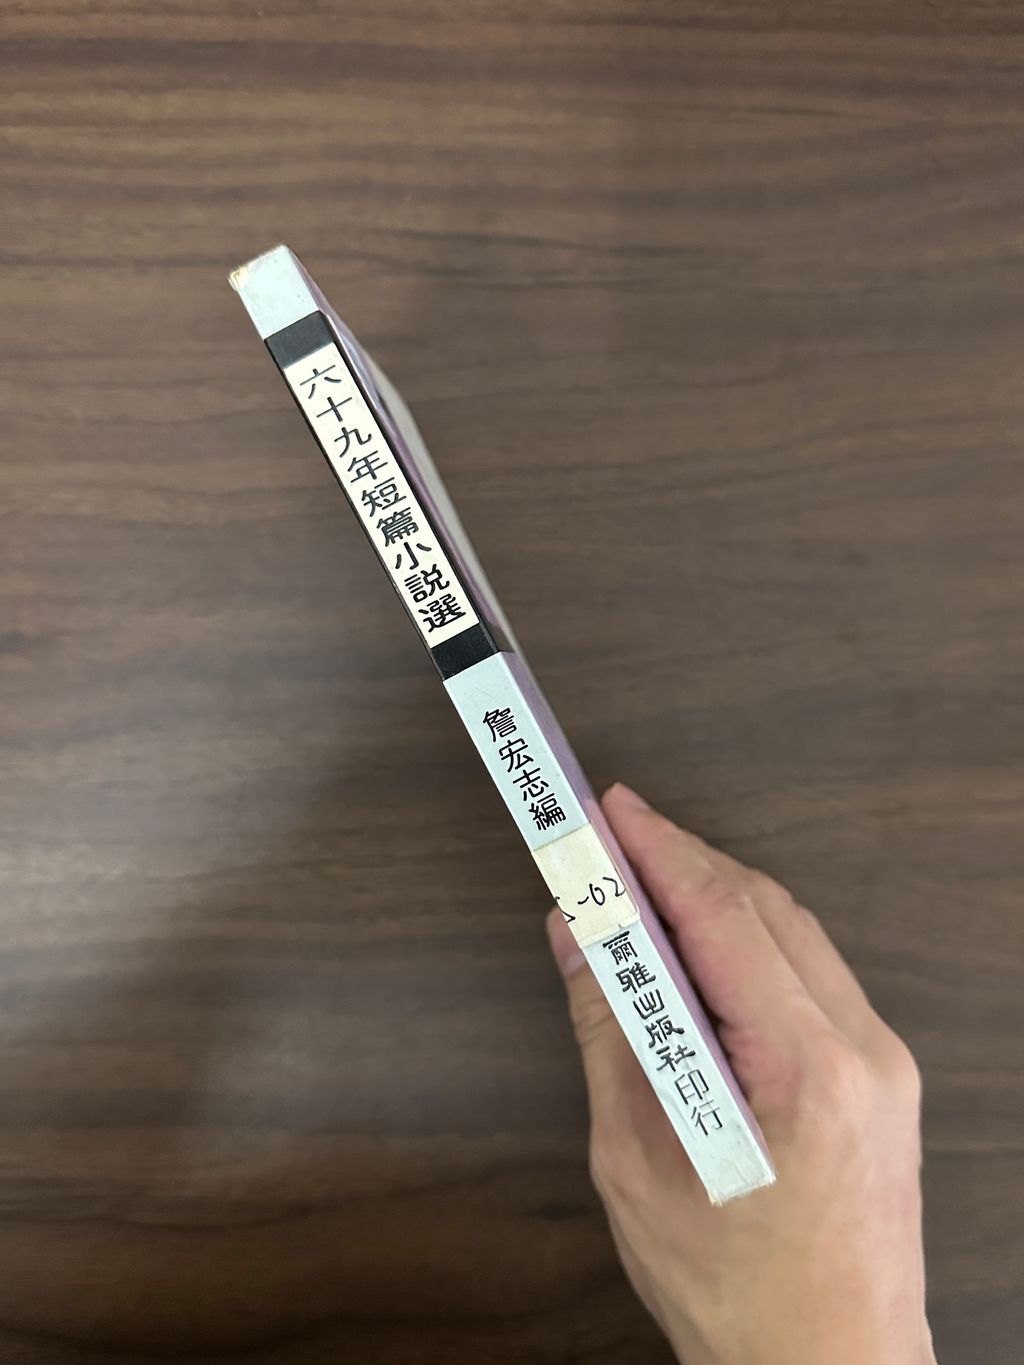 六十九年短篇小說選
詹宏志編
S-02
爾雅出版社印行